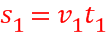 s₁ = v₁t₁